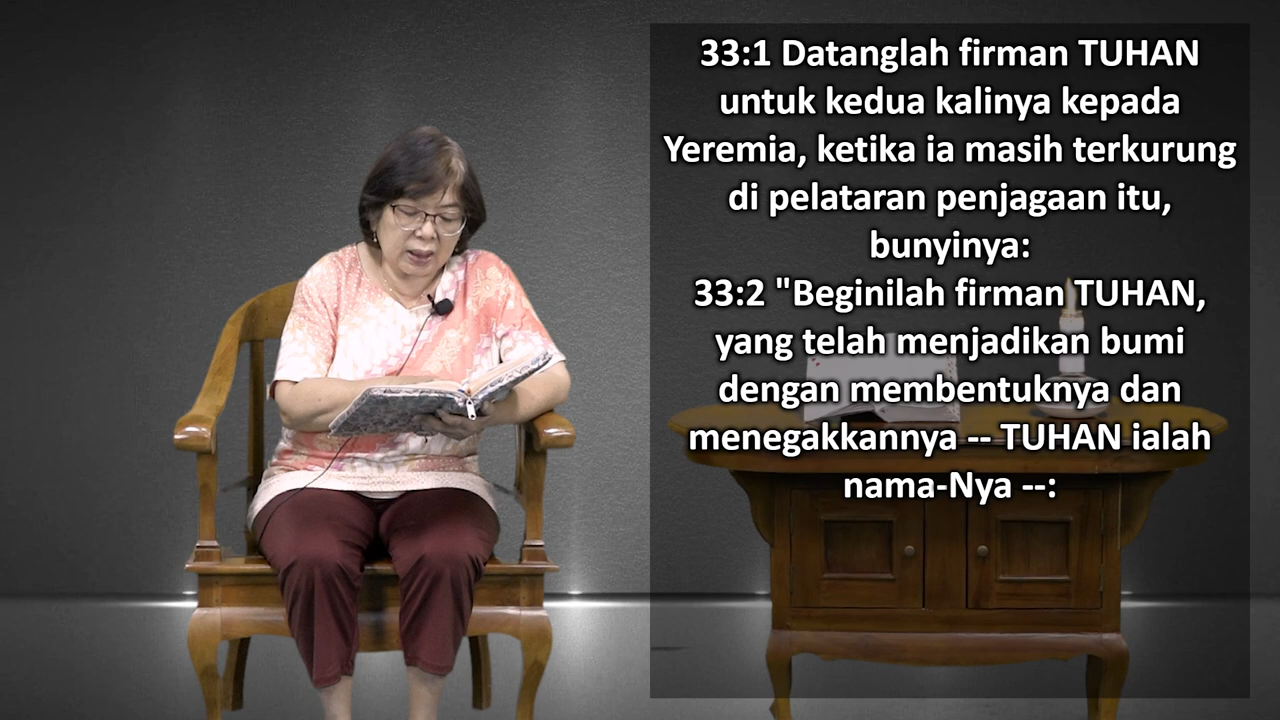 33:1 Datanglah firman TUHAN
untuk kedua kalinya kepada
Yeremia, ketika ia masih terkurung
di pelataran penjagaan itu,
bunyinya:
33:2 "Beginilah firman TUHAN,
yang telah menjadikan bumi
dengan membentuknya dan
menegakkannya -- TUHAN ialah
nama-Nya --: